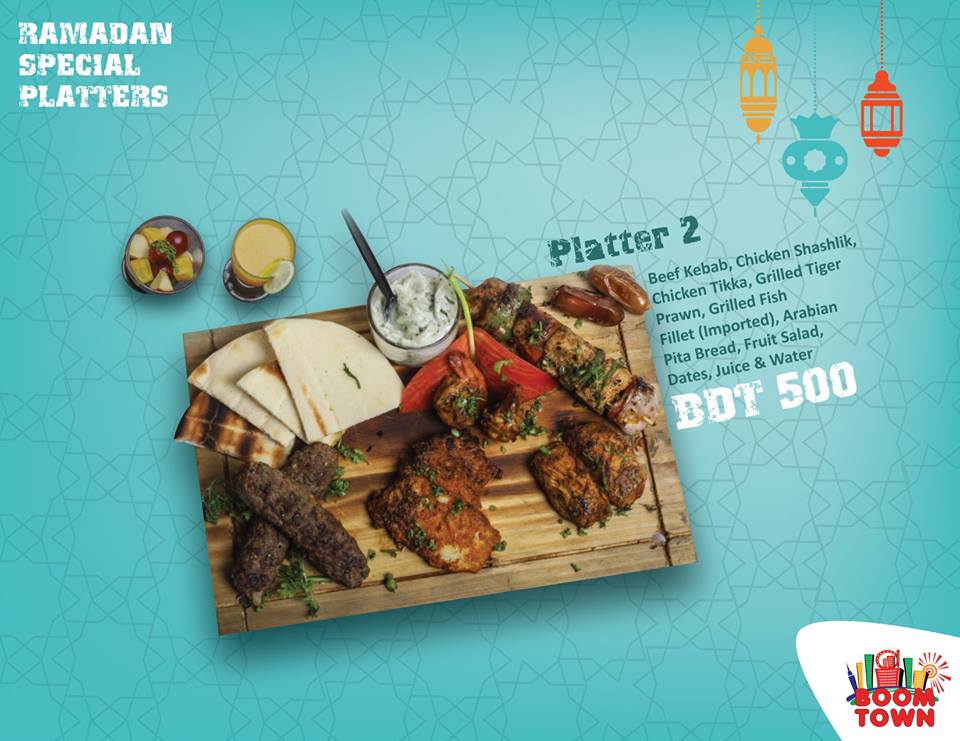 RAMADAN
SPECIAL
PLATTERS
Platter 2
Beef Kebab, Chicken Shashlik,
Chicken Tikka, Grilled Tiger
Prawn, Grilled Fish
Fillet (Imported), Arabian
Pita Bread, Fruit Salad,
Dates, Juice & Water
BDT 500
BOOM
TOWN